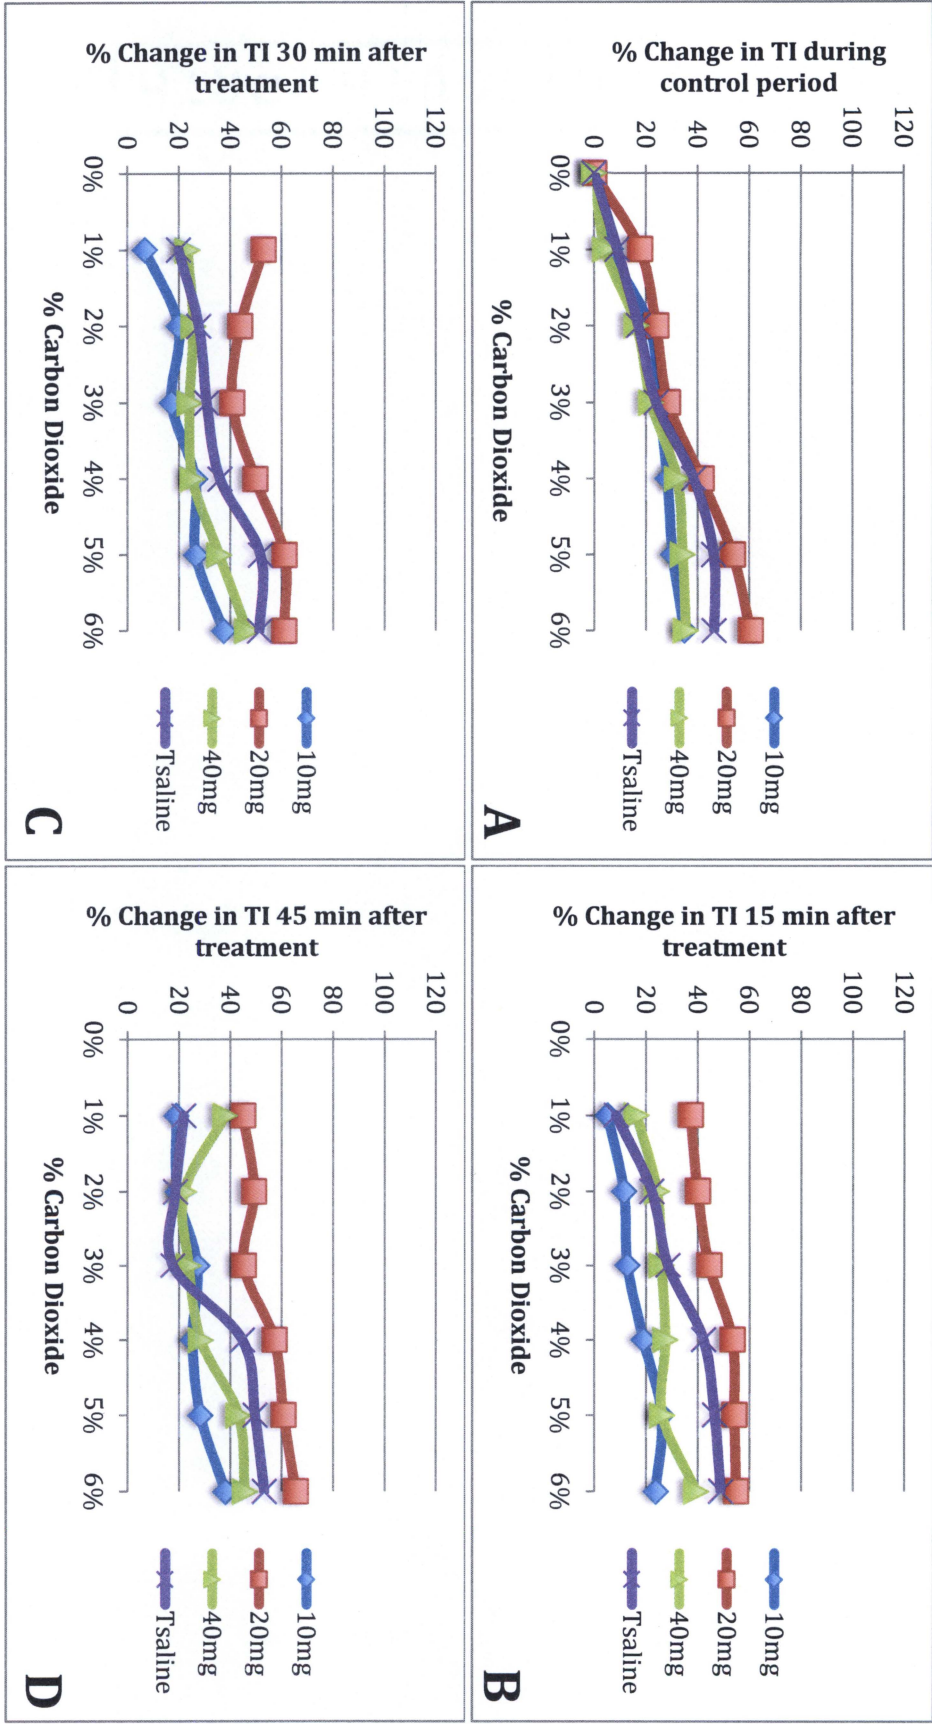 % Change in TI during
control period
120
100
80
60
40
20
0
0%
1%
2%
3%
4%
5%
6%
% Carbon Dioxide
10mg
20mg
40mg
Tsaline
A
% Change in TI 15 min after
treatment
120
100
80
60
40
20
0
0%
1%
2%
3%
4%
5%
6%
% Carbon Dioxide
10mg
20mg
40mg
Tsaline
B
% Change in TI 30 min after
treatment
120
100
80
60
40
20
0
0%
1%
2%
3%
4%
5%
6%
% Carbon Dioxide
10mg
20mg
40mg
Tsaline
C
% Change in TI 45 min after
treatment
120
100
80
60
40
20
0
0%
1%
2%
3%
4%
5%
6%
% Carbon Dioxide
10mg
20mg
40mg
Tsaline
D